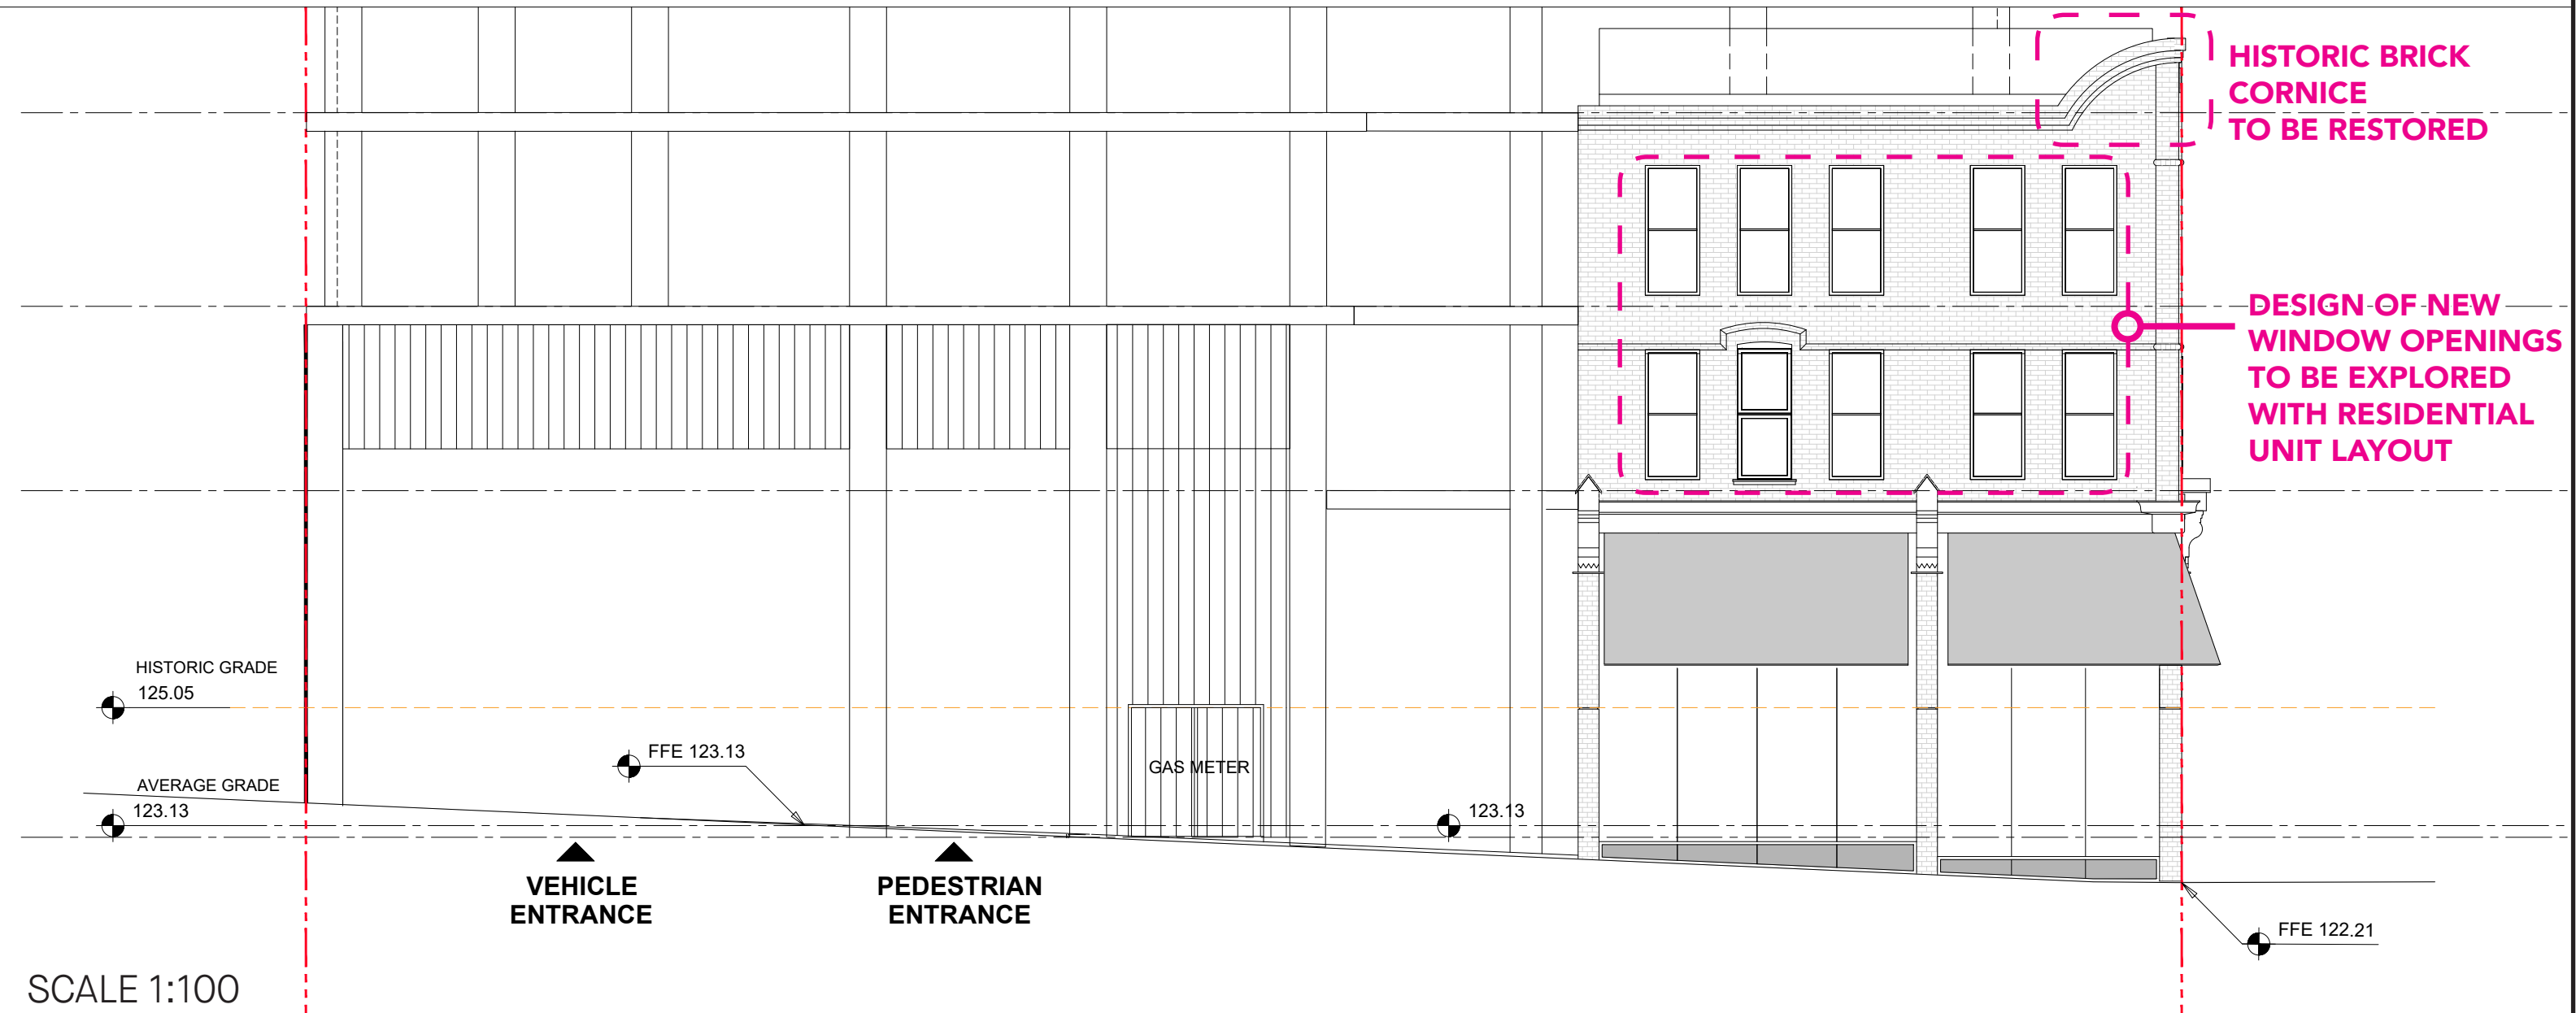 HISTORIC BRICK
CORNICE
TO BE RESTORED
DESIGN OF NEW
WINDOW OPENINGS
TO BE EXPLORED
WITH RESIDENTIAL
UNIT LAYOUT
HISTORIC GRADE
125.05
FFE 123.13
GAS METER
AVERAGE GRADE
123.13
123.13
VEHICLE
ENTRANCE
PEDESTRIAN
ENTRANCE
FFE 122.21
SCALE 1:100